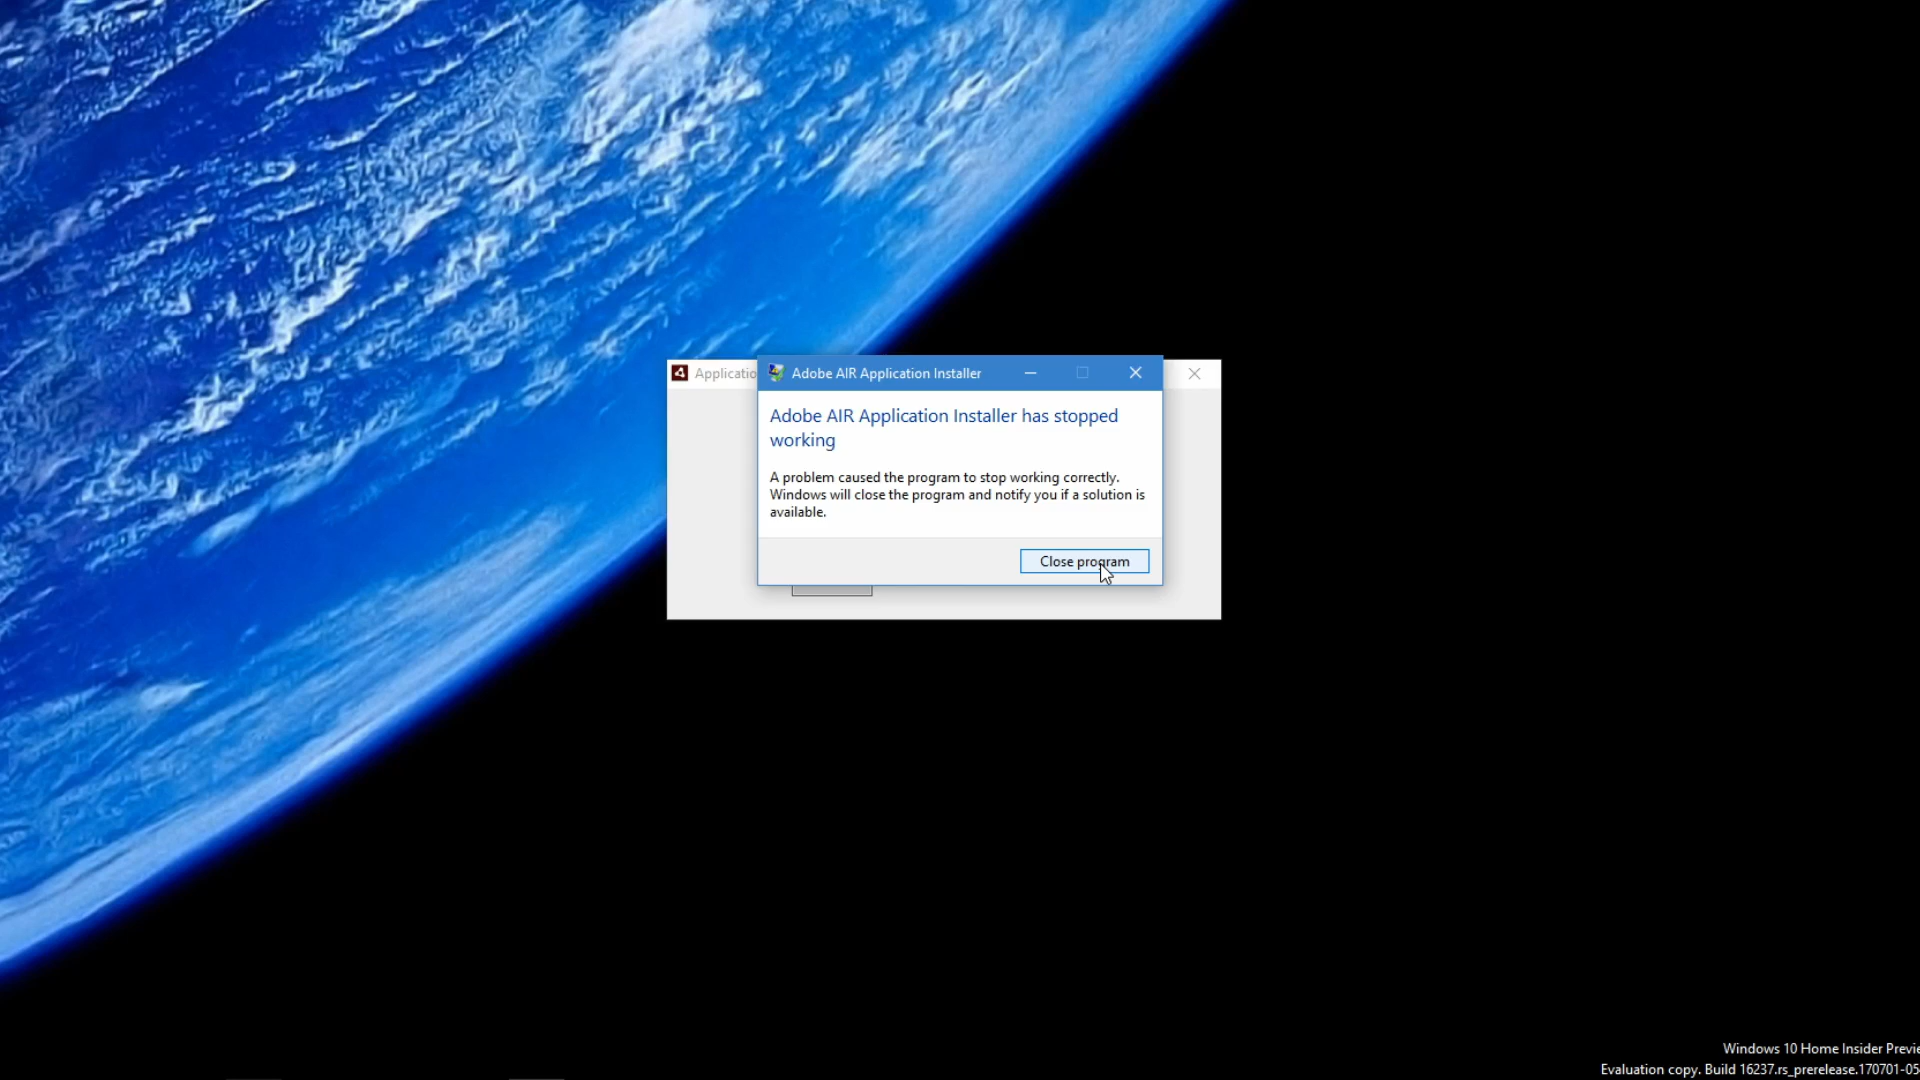 Applicatio
Adobe AIR Application Installer
Adobe AIR Application Installer has stopped
working
A problem caused the program to stop working correctly.
Windows will close the program and notify you if a solution is
available.
Close program
Windows 10 Home Insider Previe
Evaluation copy. Build 16237.rs_prerelease.170701-05